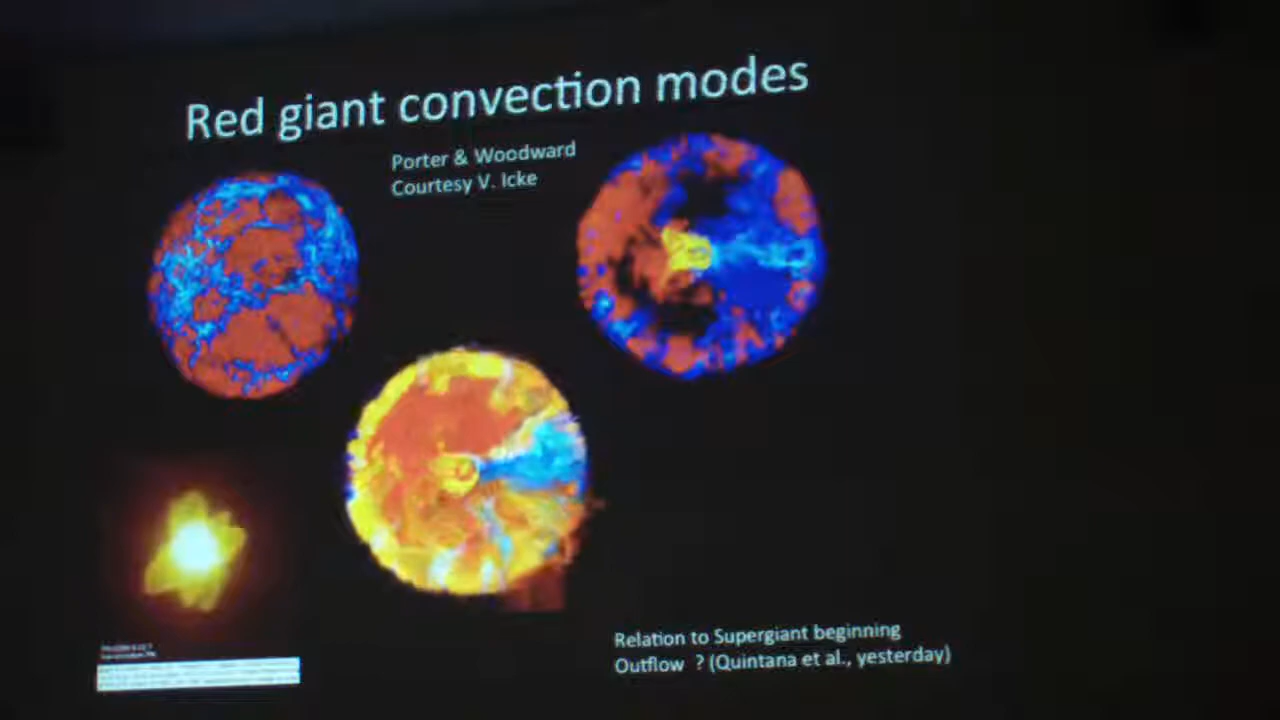 Red giant convection modes
Porter & Woodward
Courtesy V. Icke
Relation to Supergiant beginning
Outflow ? (Quintana et al., yesterday)